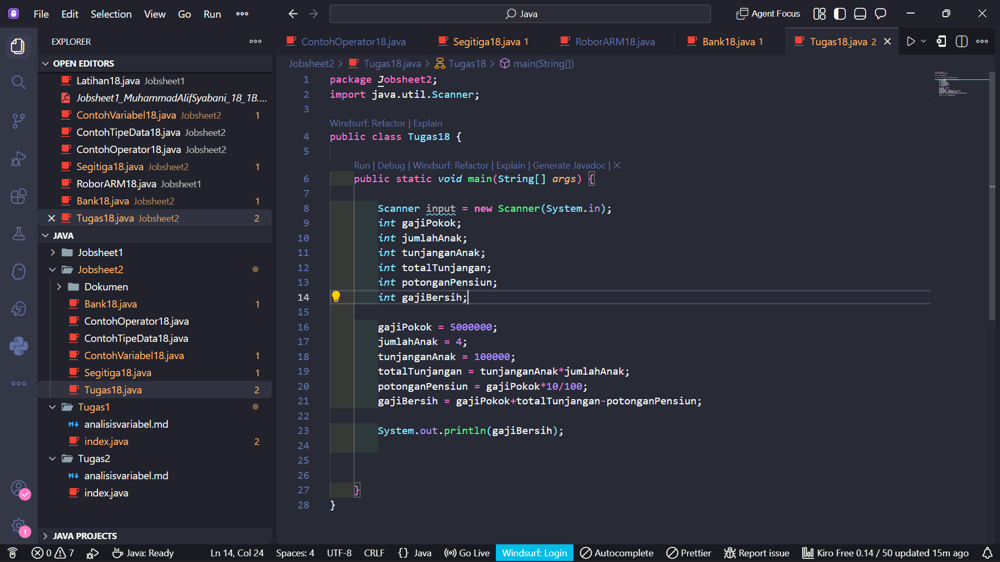 File Edit Selection View Go Run
Java
Agent Focus
EXPLORER
OPEN EDITORS
Latihan18.java Jobsheet1
Jobsheet1_MuhammadAlifSyabani_18_1B....
ContohVariabel18.java Jobsheet2 1
ContohTipeData18.java Jobsheet2
ContohOperator18.java Jobsheet2
Segitiga18.java Jobsheet2 1
RoborARM18.java Jobsheet1
Bank18.java Jobsheet2 1
Tugas18.java Jobsheet2 2
JAVA
Jobsheet1
Jobsheet2
Dokumen
Bank18.java 1
ContohOperator18.java
ContohTipeData18.java
ContohVariabel18.java 1
Segitiga18.java 1
Tugas18.java 2
Tugas1
analisisvariabel.md
index.java 2
Tugas2
analisisvariabel.md
index.java
JAVA PROJECTS
1
ContohOperator18.java Segitiga18.java 1 RoborARM18.java Bank18.java 1 Tugas18.java 2
Jobsheet2 > Tugas18.java > Tugas18 > main(String[])
1 package Jobsheet2;
2 import java.util.Scanner;
3
Windsurf: Refactor | Explain
4 public class Tugas18 {
5
Run | Debug | Windsurf: Refactor | Explain | Generate Javadoc | X
6 public static void main(String[] args) {
7
8 Scanner input = new Scanner(System.in);
9 int gajiPokok;
10 int jumlahAnak;
11 int tunjanganAnak;
12 int totalTunjangan;
13 int potonganPensiun;
14 int gajiBersih;
15
16 gajiPokok = 5000000;
17 jumlahAnak = 4;
18 tunjanganAnak = 100000;
19 totalTunjangan = tunjanganAnak*jumlahAnak;
20 potonganPensiun = gajiPokok*10/100;
21 gajiBersih = gajiPokok+totalTunjangan-potonganPensiun;
22
23 System.out.println(gajiBersih);
24
25
26
27 }
28 }
0 7 Java: Ready Ln 14, Col 24 Spaces: 4 UTF-8 CRLF {} Java Go Live Windsurf: Login Autocomplete Prettier Report issue Kiro Free 0.14 / 50 updated 15m ago